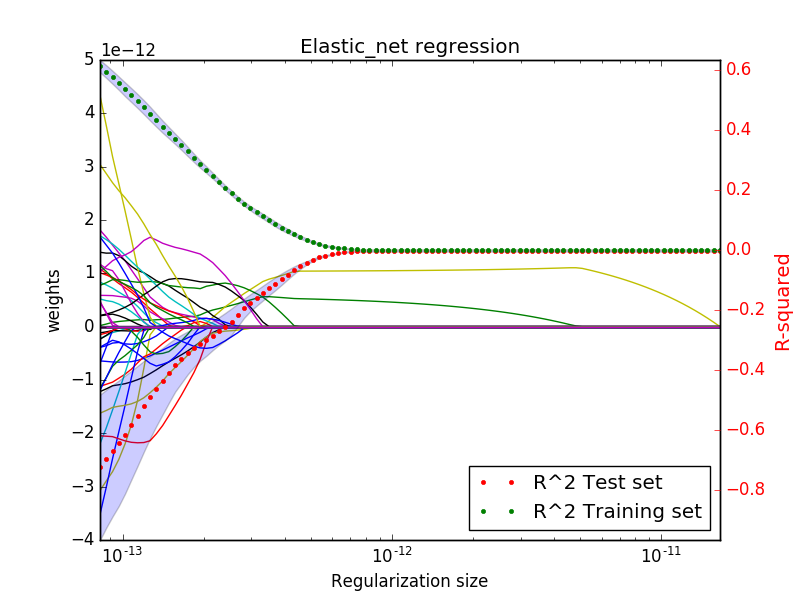 Elastic_net regression
1e−12
5
4
3
2
1
0
−1
−2
−3
−4
weights
0.6
0.4
0.2
0.0
−0.2
−0.4
−0.6
−0.8
R-squared
R^2 Test set
R^2 Training set
10^-13 10^-12 10^-11
Regularization size